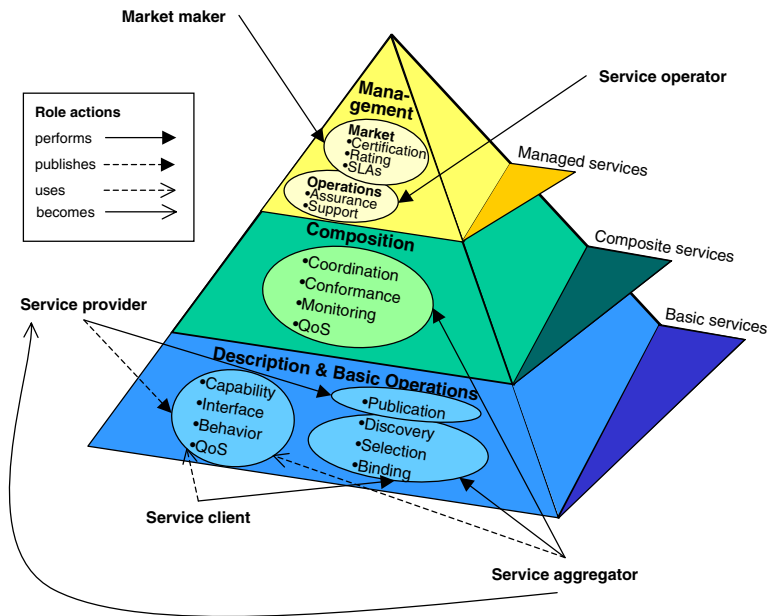 Market maker
Service operator
Mana-
gement
Role actions
performs
publishes
uses
becomes
Market
•Certification
•Rating
•SLAs
Managed services
Operations
•Assurance
•Support
Composition
Composite services
•Coordination
•Conformance
•Monitoring
•QoS
Service provider
Basic services
Description & Basic Operations
•Capability
•Interface
•Behavior
•QoS
•Publication
•Discovery
•Selection
•Binding
Service client
Service aggregator